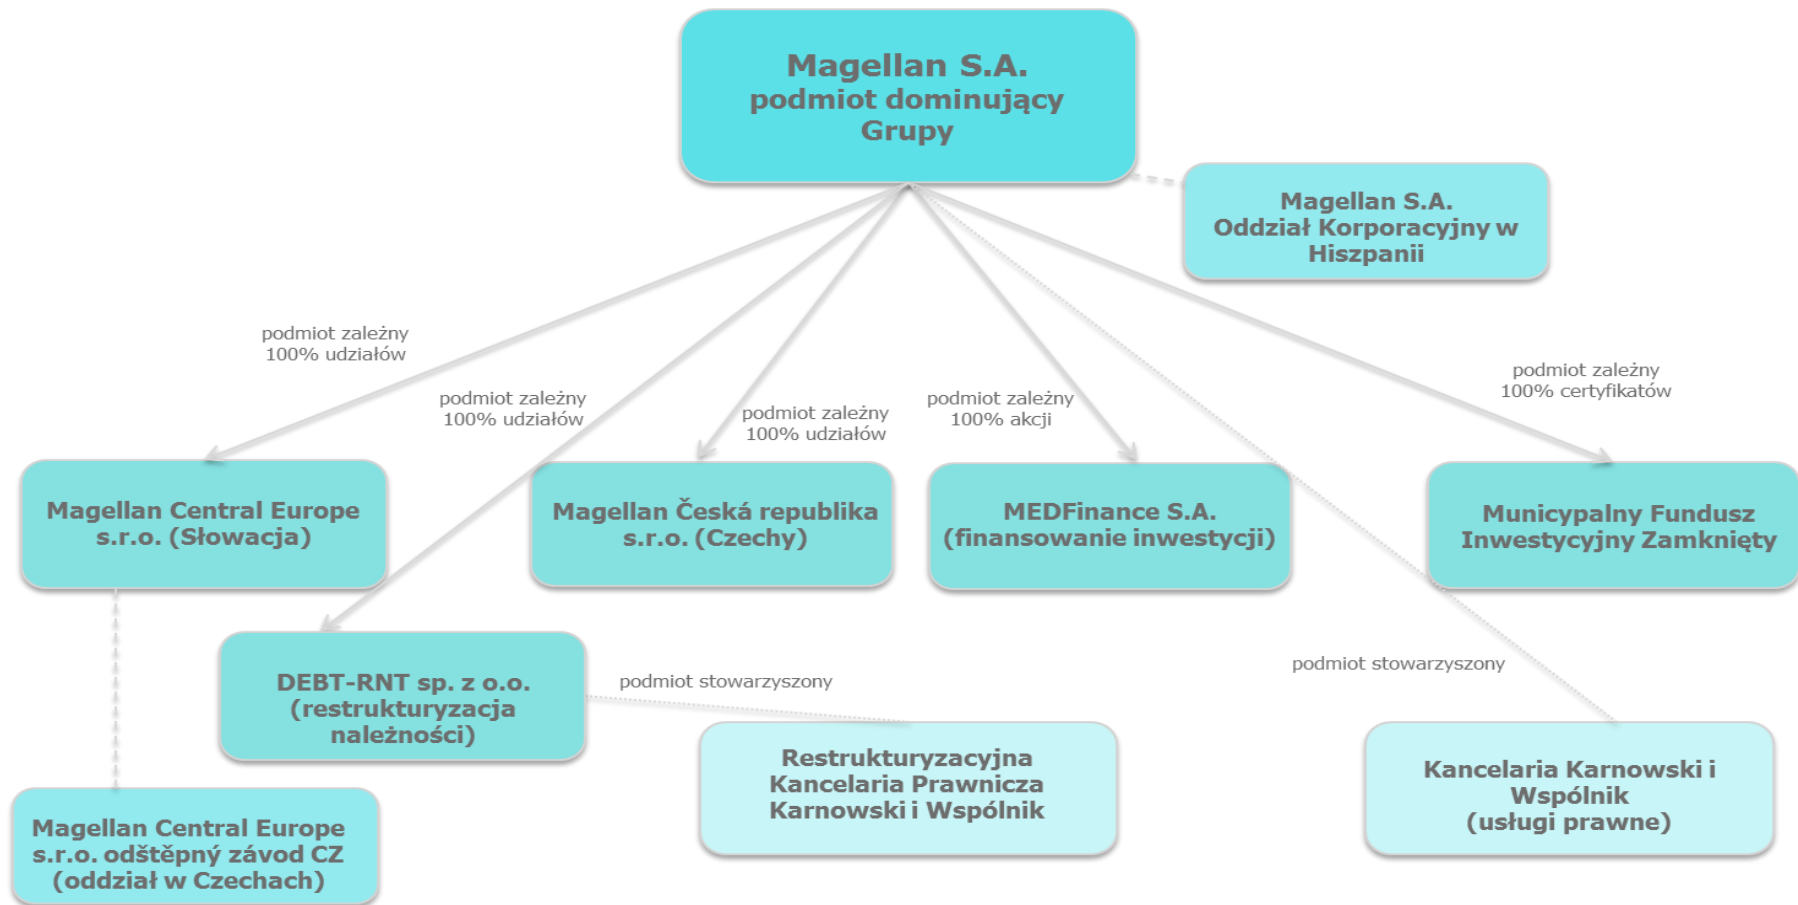 Magellan S.A.
podmiot dominujący
Grupy
Magellan S.A.
Oddział Korporacyjny w
Hiszpanii
podmiot zależny
100% udziałów
podmiot zależny
100% udziałów
podmiot zależny
100% udziałów
podmiot zależny
100% akcji
podmiot zależny
100% certyfikatów
Magellan Central Europe
s.r.o. (Słowacja)
Magellan Česká republika
s.r.o. (Czechy)
MEDFinance S.A.
(finansowanie inwestycji)
Municypalny Fundusz
Inwestycyjny Zamknięty
DEBT-RNT sp. z o.o.
(restrukturyzacja
należności)
podmiot stowarzyszony
podmiot stowarzyszony
Restrukturyzacyjna
Kancelaria Prawnicza
Karnowski i Wspólnik
Kancelaria Karnowski i
Wspólnik
(usługi prawne)
Magellan Central Europe
s.r.o. odštěpný závod CZ
(oddział w Czechach)